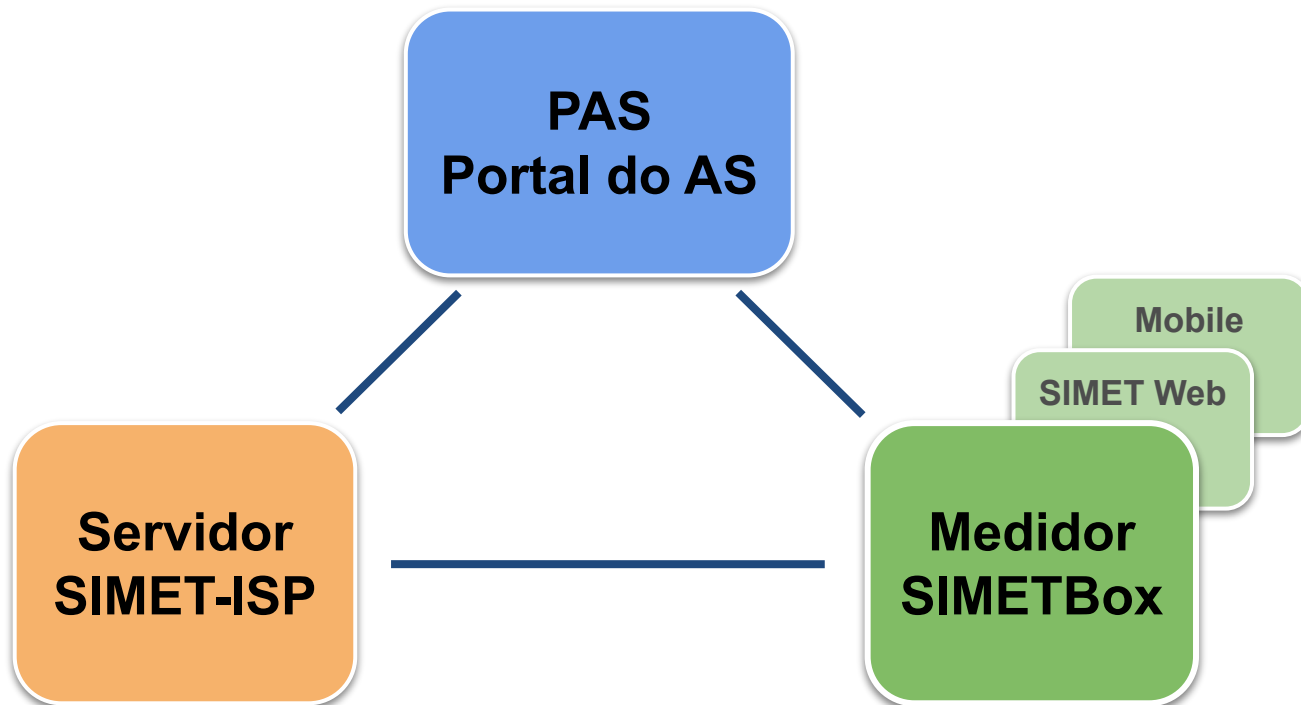 PAS
Portal do AS
Mobile
SIMET Web
Servidor
SIMET-ISP
Medidor
SIMETBox